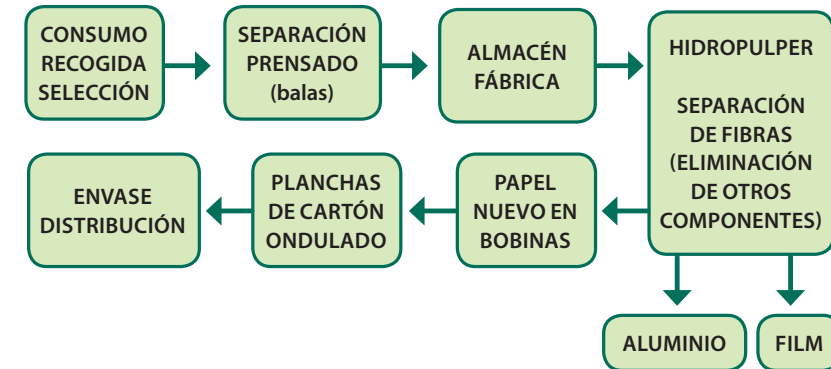 CONSUMO
RECOGIDA
SELECCIÓN
SEPARACIÓN
PRENSADO
(balas)
ALMACÉN
FÁBRICA
HIDROPULPER
SEPARACIÓN
DE FIBRAS
(ELIMINACIÓN
DE OTROS
COMPONENTES)
PAPEL
NUEVO EN
BOBINAS
PLANCHAS
DE CARTÓN
ONDULADO
ENVASE
DISTRIBUCIÓN
ALUMINIO
FILM